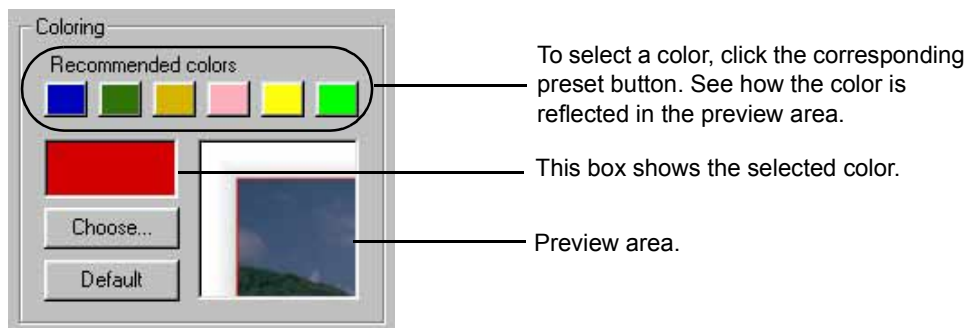 Coloring
Recommended colors
To select a color, click the corresponding
preset button. See how the color is
reflected in the preview area.
This box shows the selected color.
Choose...
Preview area.
Default